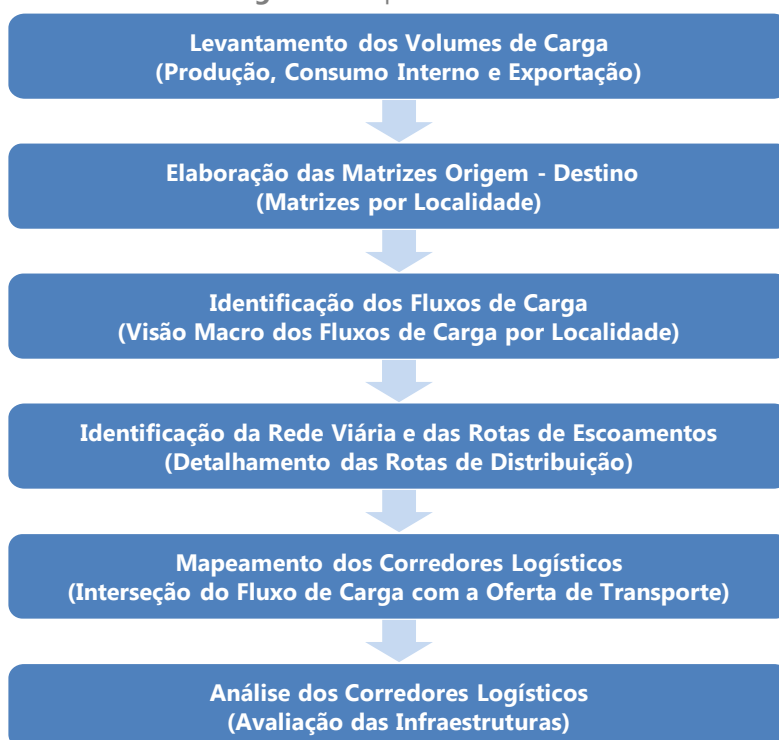 Levantamento dos Volumes de Carga
(Produção, Consumo Interno e Exportação)
Elaboração das Matrizes Origem - Destino
(Matrizes por Localidade)
Identificação dos Fluxos de Carga
(Visão Macro dos Fluxos de Carga por Localidade)
Identificação da Rede Viária e das Rotas de Escoamentos
(Detalhamento das Rotas de Distribuição)
Mapeamento dos Corredores Logísticos
(Interseção do Fluxo de Carga com a Oferta de Transporte)
Análise dos Corredores Logísticos
(Avaliação das Infraestruturas)